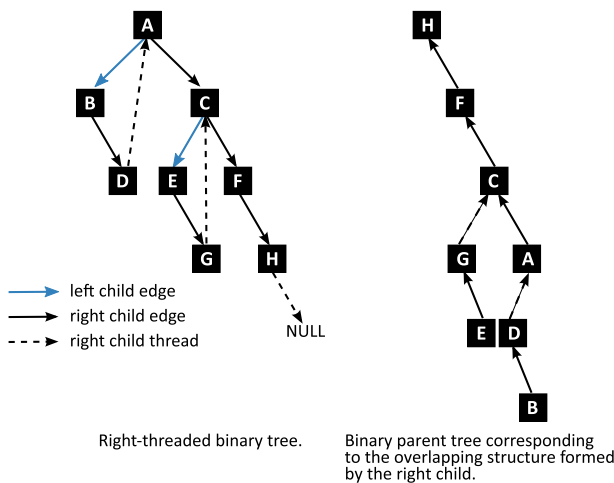 A
B
C
D
E
F
G
H
NULL
left child edge
right child edge
right child thread
Right-threaded binary tree.
H
F
C
G
A
E
D
B
Binary parent tree corresponding
to the overlapping structure formed
by the right child.